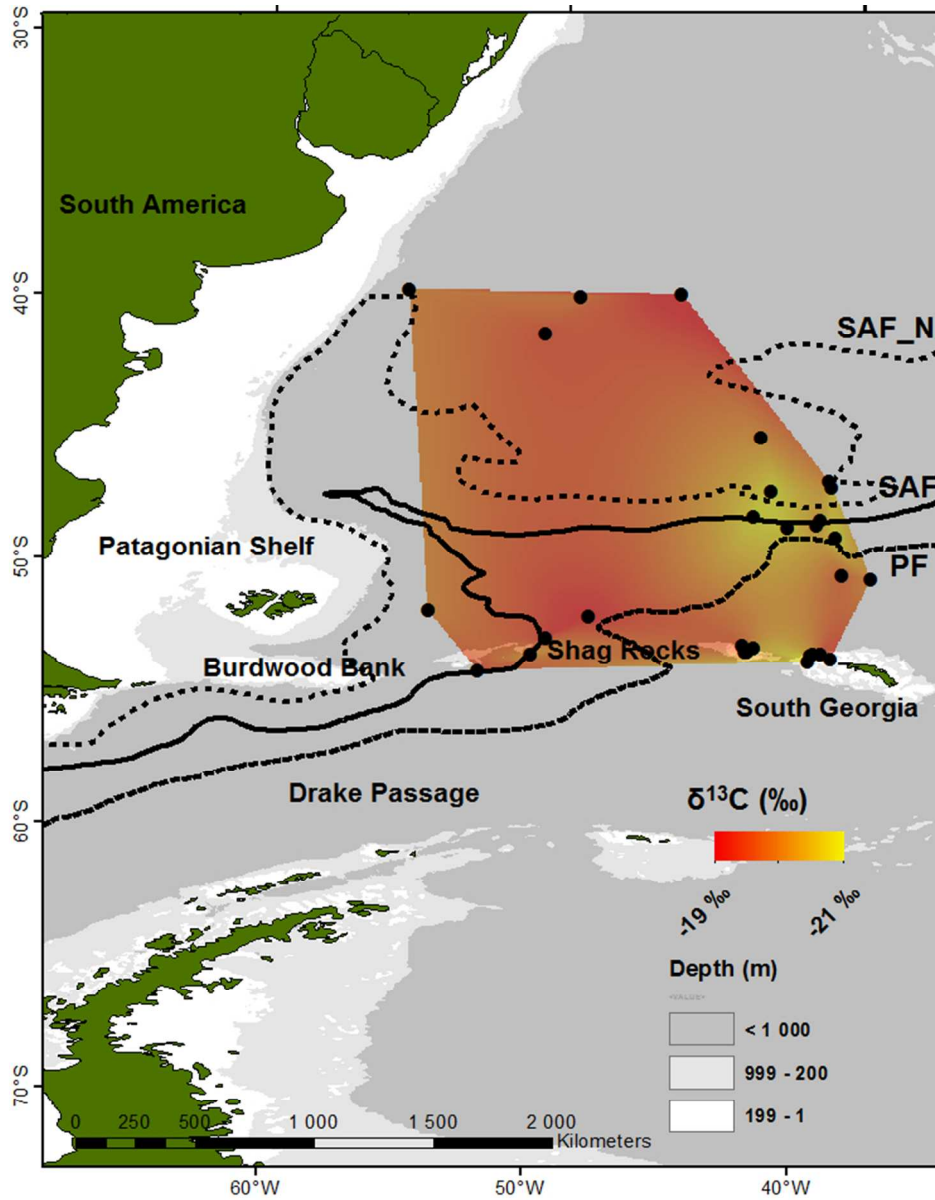 30°S
South America
40°S
SAF_N
SAF
Patagonian Shelf
50°S
PF
Shag Rocks
Burdwood Bank
South Georgia
Drake Passage
δ¹³C (‰)
60°S
-19 ‰
-21 ‰
Depth (m)
<VALUE>
< 1 000
999 - 200
70°S
199 - 1
0 250 500 1 000 1 500 2 000
Kilometers
60°W 50°W 40°W